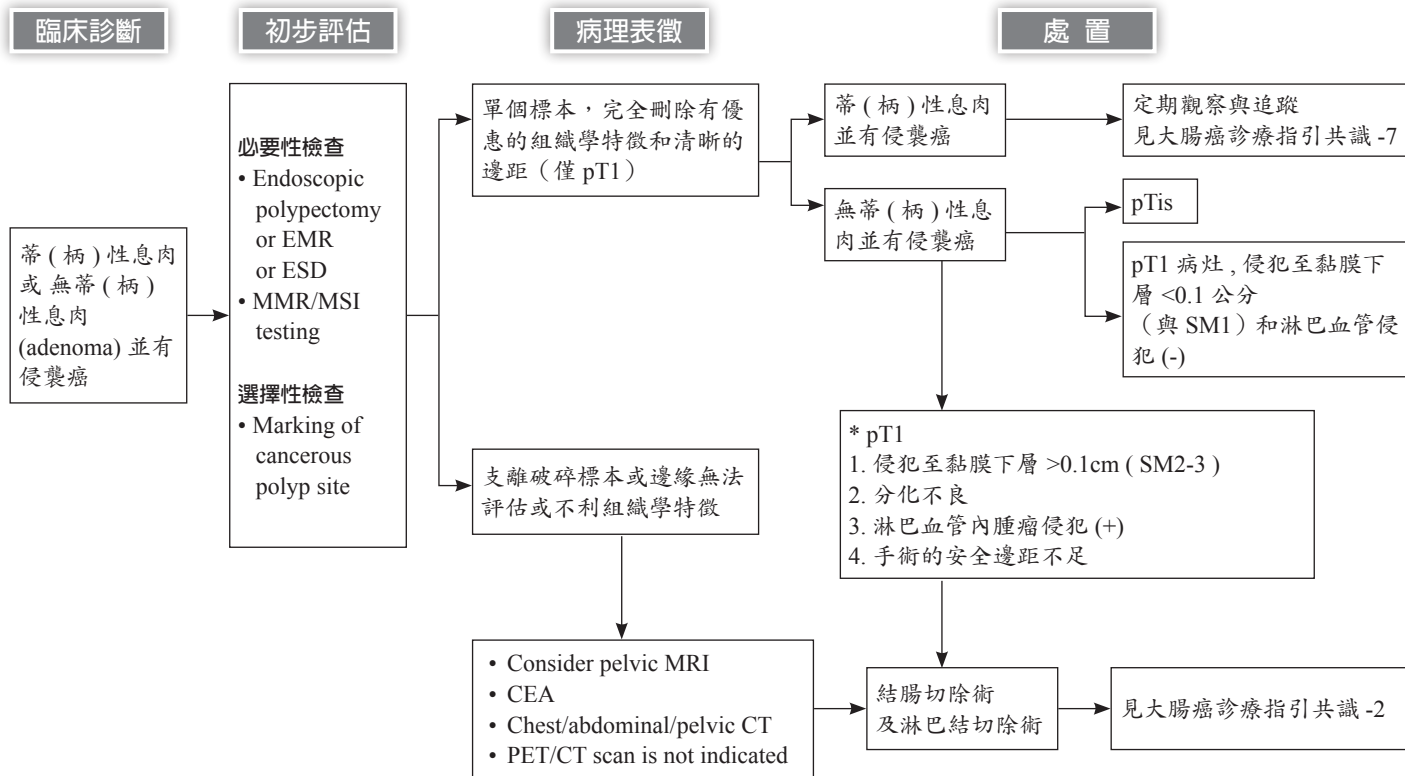 臨床診斷
初步評估
病理表徵
處 置
蒂 ( 柄 ) 性息肉
或 無蒂 ( 柄 )
性息肉
(adenoma) 並有
侵襲癌
必要性檢查
• Endoscopic
polypectomy
or EMR
or ESD
• MMR/MSI
testing
選擇性檢查
• Marking of
cancerous
polyp site
單個標本，完全刪除有優
惠的組織學特徵和清晰的
邊距（僅 pT1）
支離破碎標本或邊緣無法
評估或不利組織學特徵
• Consider pelvic MRI
• CEA
• Chest/abdominal/pelvic CT
• PET/CT scan is not indicated
蒂 ( 柄 ) 性息肉
並有侵襲癌
定期觀察與追蹤
見大腸癌診療指引共識 -7
無蒂 ( 柄 ) 性息
肉並有侵襲癌
pTis
pT1 病灶 , 侵犯至黏膜下
層 <0.1 公分
（與 SM1）和淋巴血管侵
犯 (-)
* pT1
1. 侵犯至黏膜下層 >0.1cm ( SM2-3 )
2. 分化不良
3. 淋巴血管內腫瘤侵犯 (+)
4. 手術的安全邊距不足
結腸切除術
及淋巴結切除術
見大腸癌診療指引共識 -2